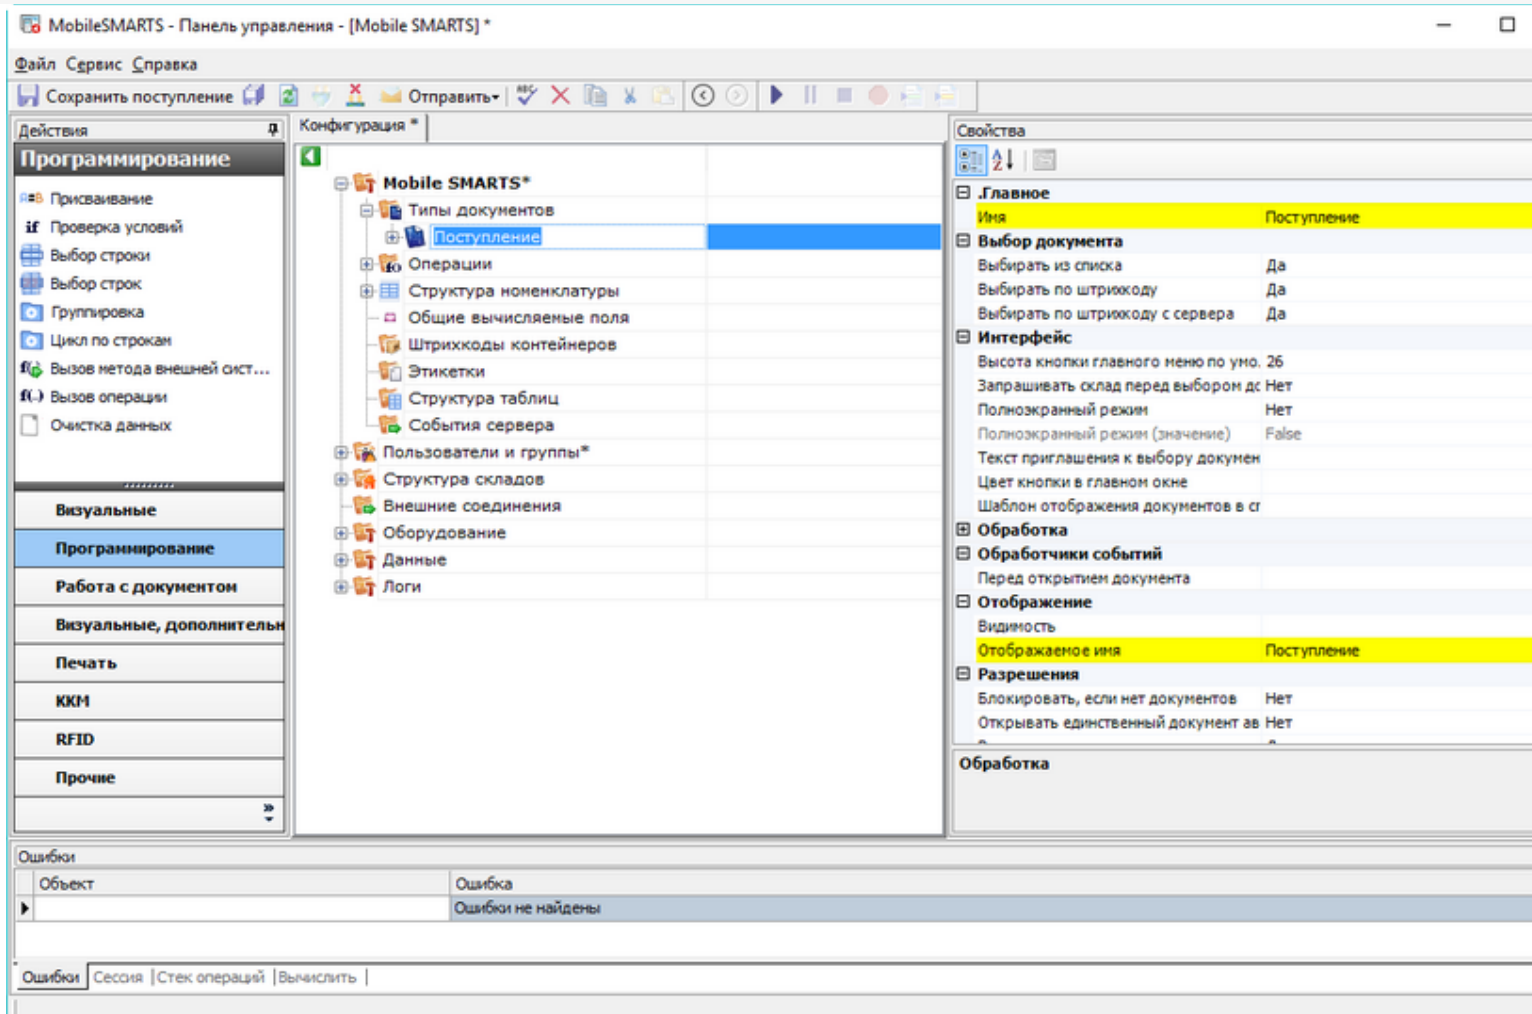 MobileSMARTS - Панель управления - [Mobile SMARTS] *
Файл Сервис Справка
Сохранить поступление Отправить
Действия
Программирование
Присваивание
if Проверка условий
Выбор строки
Выбор строк
Группировка
Цикл по строкам
Вызов метода внешней сист...
Вызов операции
Очистка данных
Визуальные
Программирование
Работа с документом
Визуальные, дополнительн
Печать
ККМ
RFID
Прочие
Конфигурация *
Mobile SMARTS*
Типы документов
Поступление
Операции
Структура номенклатуры
Общие вычисляемые поля
Штрихкоды контейнеров
Этикетки
Структура таблиц
События сервера
Пользователи и группы*
Структура складов
Внешние соединения
Оборудование
Данные
Логи
Свойства
.Главное
Имя Поступление
Выбор документа
Выбирать из списка Да
Выбирать по штрихкоду Да
Выбирать по штрихкоду с сервера Да
Интерфейс
Высота кнопки главного меню по умо. 26
Запрашивать склад перед выбором дс Нет
Полноэкранный режим Нет
Полноэкранный режим (значение) False
Текст приглашения к выбору докумен
Цвет кнопки в главном окне
Шаблон отображения документов в сг
Обработка
Обработчики событий
Перед открытием документа
Отображение
Видимость
Отображаемое имя Поступление
Разрешения
Блокировать, если нет документов Нет
Открывать единственный документ ав Нет
Обработка
Ошибки
Объект Ошибка
Ошибки не найдены
Ошибки Сессия Стек операций Вычислить